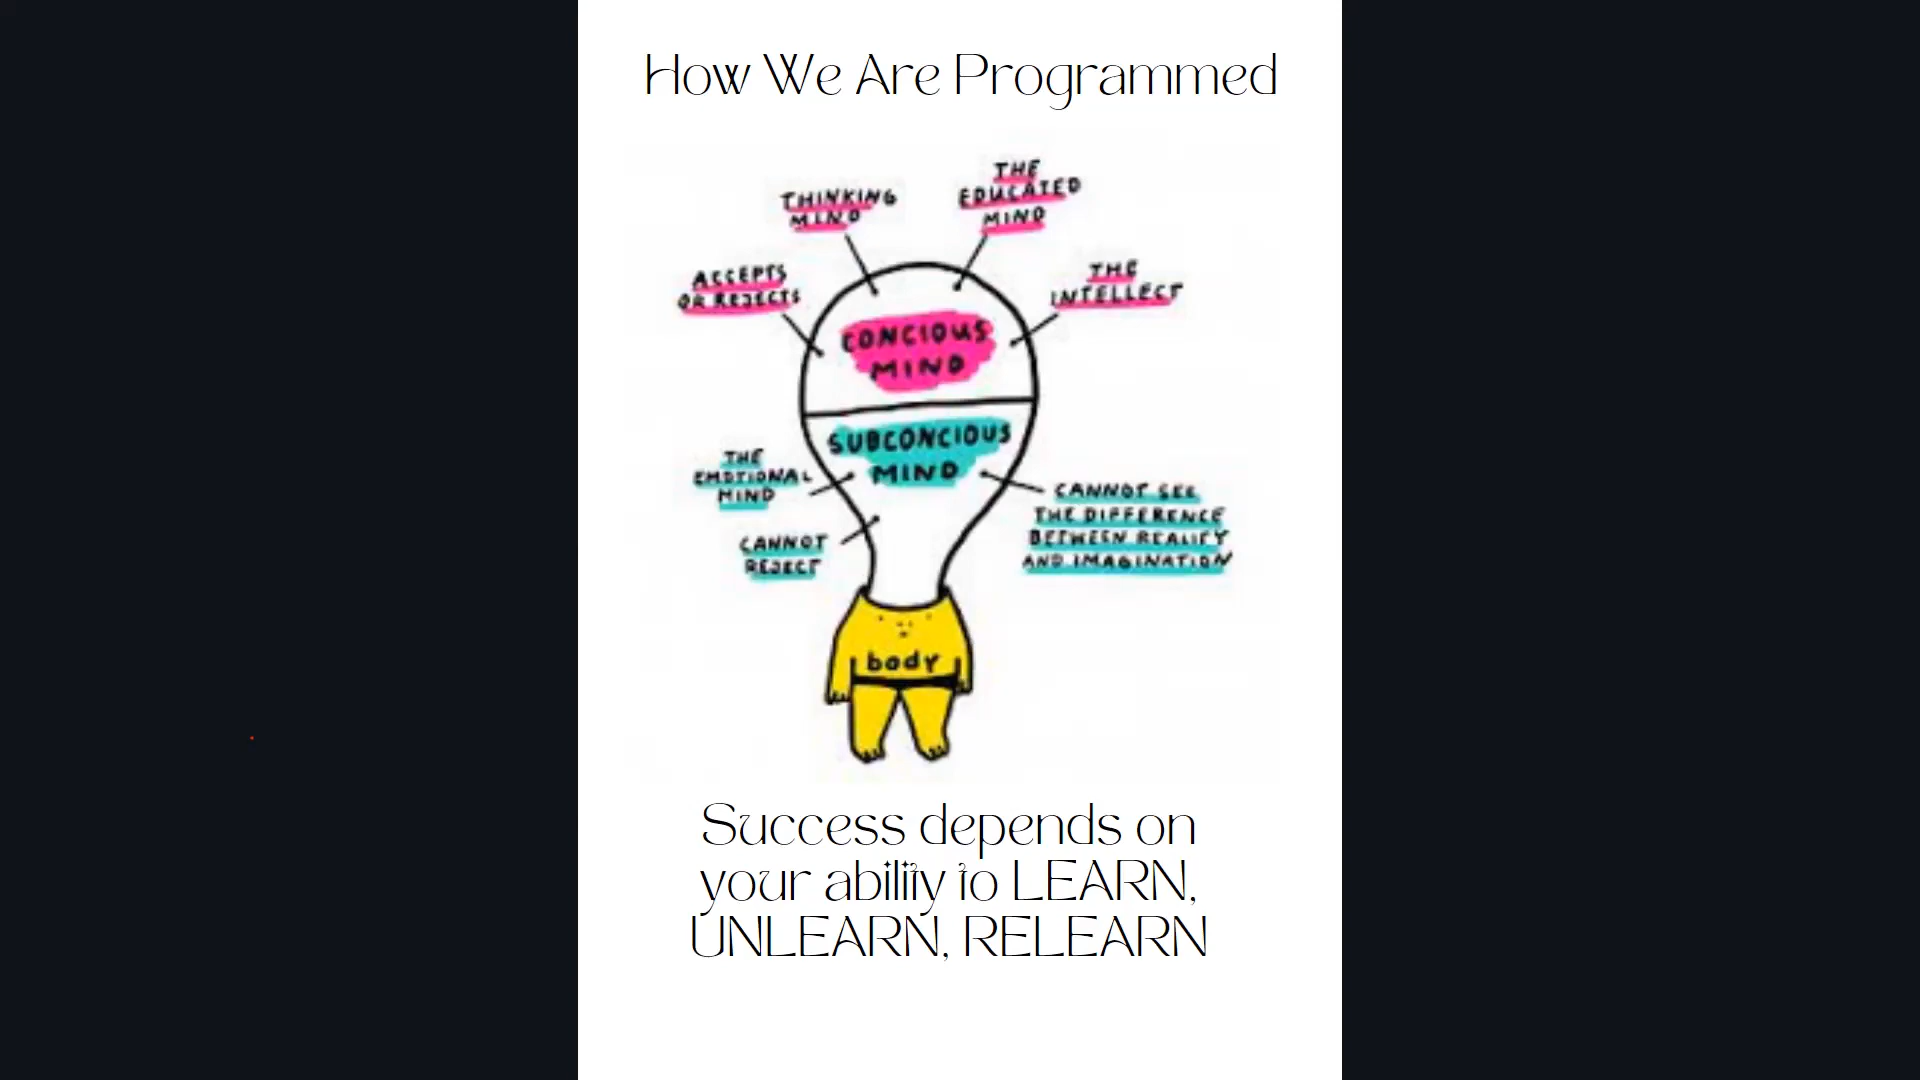 How We Are Programmed
THINKING
MIND
THE
EDUCATED
MIND
ACCEPTS
OR REJECTS
THE
INTELLECT
CONCIOUS
MIND
SUBCONCIOUS
MIND
THE
EMOTIONAL
MIND
CANNOT
REJECT
CANNOT SEE
THE DIFFERENCE
BETWEEN REALITY
AND IMAGINATION
body
Success depends on
your ability to LEARN,
UNLEARN, RELEARN